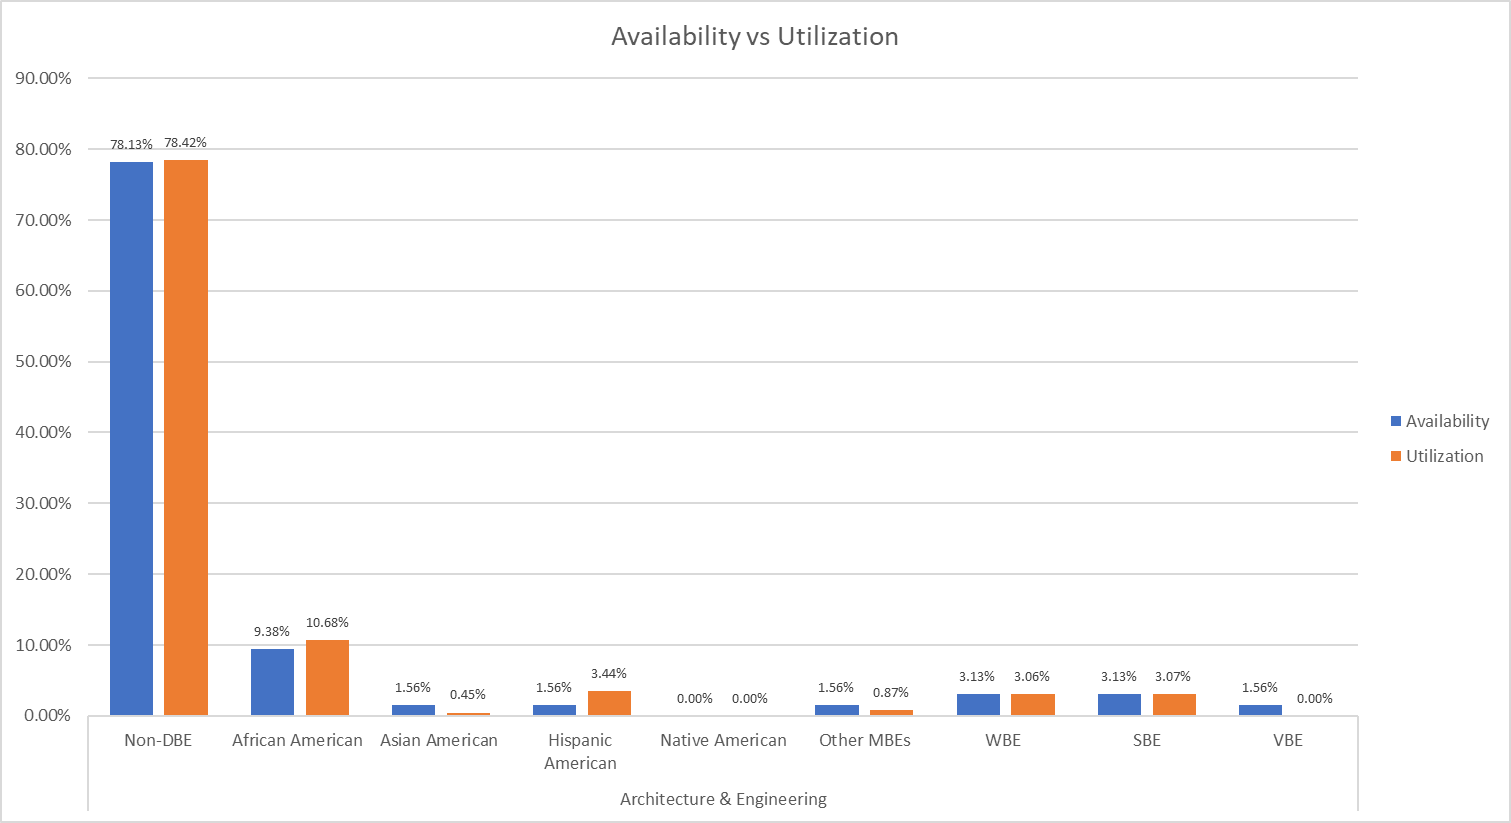 Availability vs Utilization
90.00%
80.00%
70.00%
60.00%
50.00%
40.00%
30.00%
20.00%
10.00%
0.00%
78.13%
78.42%
9.38%
10.68%
1.56%
0.45%
1.56%
3.44%
0.00%
0.00%
1.56%
0.87%
3.13%
3.06%
3.13%
3.07%
1.56%
0.00%
Non-DBE
African American
Asian American
Hispanic
American
Native American
Other MBEs
WBE
SBE
VBE
Architecture & Engineering
Availability
Utilization